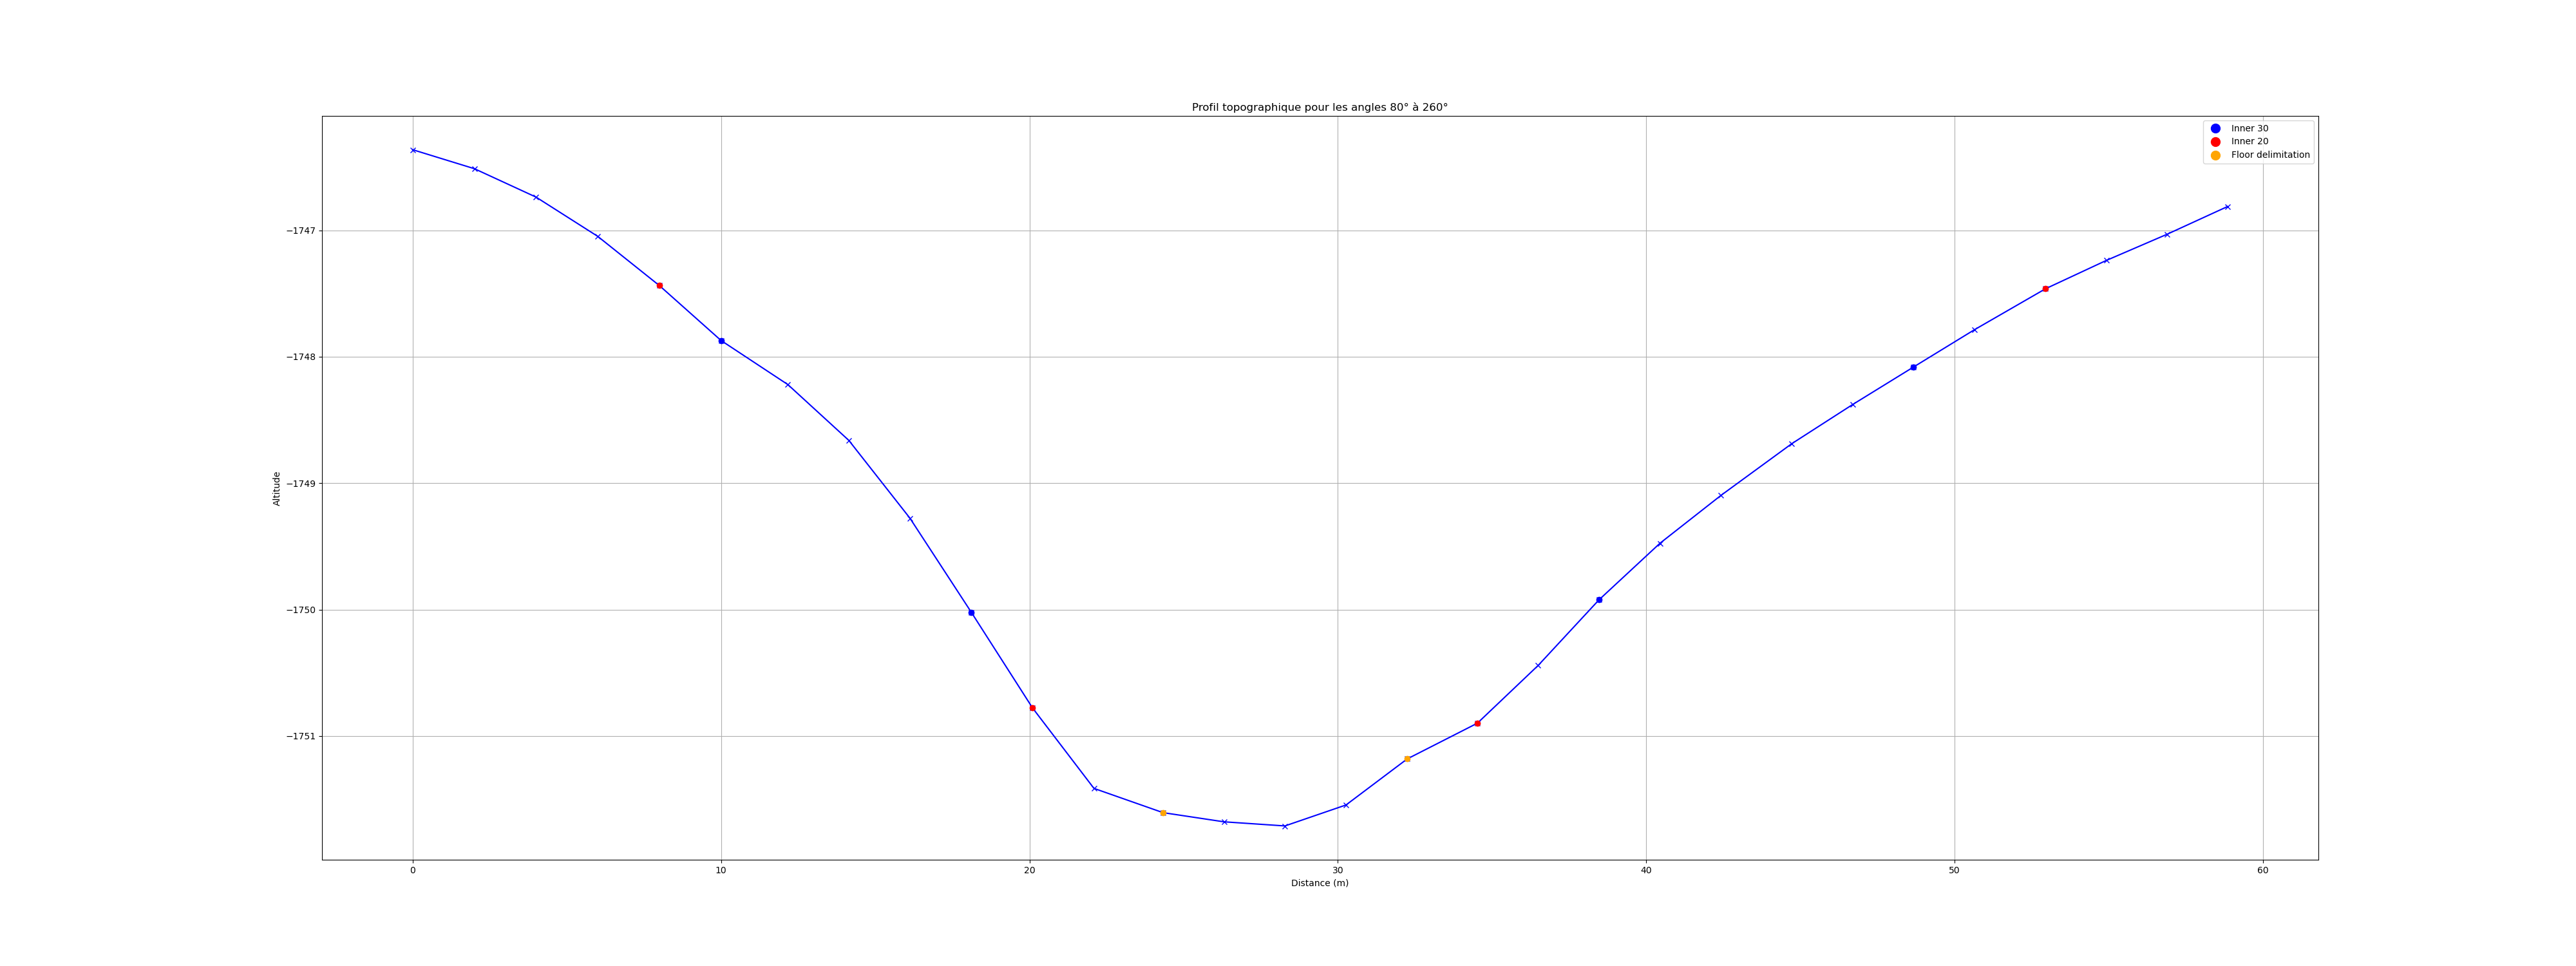 Profil topographique pour les angles 80° à 260°
Inner 30
Inner 20
Floor delimitation
Altitude
−1747
−1748
−1749
−1750
−1751
0 10 20 30 40 50 60
Distance (m)